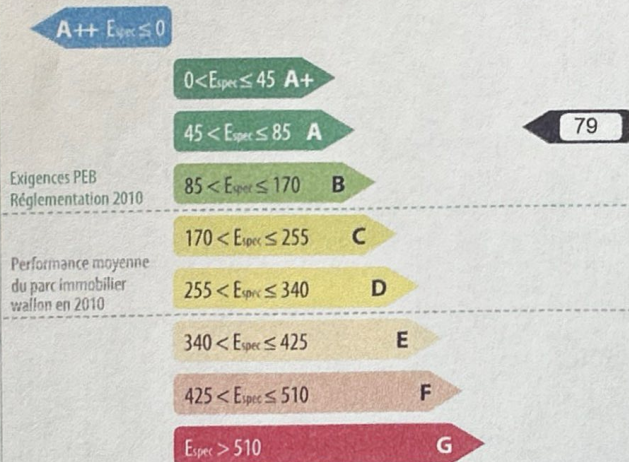 A++ Espec ≤ 0
0 < Espec ≤ 45 A+
45 < Espec ≤ 85 A
79
Exigences PEB
Réglementation 2010
85 < Espec ≤ 170 B
170 < Espec ≤ 255 C
Performance moyenne
du parc immobilier
wallon en 2010
255 < Espec ≤ 340 D
340 < Espec ≤ 425 E
425 < Espec ≤ 510 F
Espec > 510 G